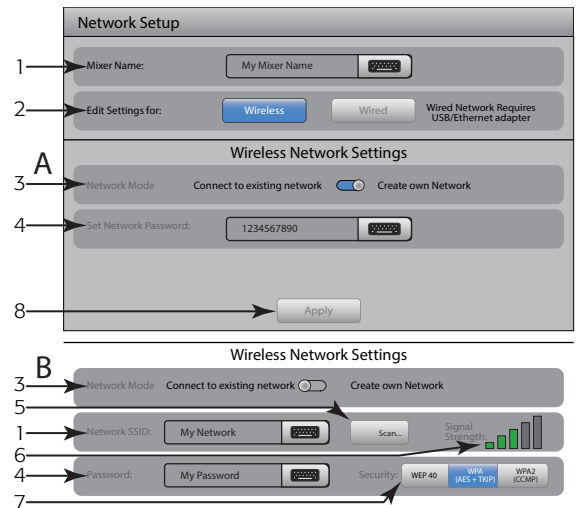 Network Setup
1 Mixer Name: My Mixer Name
2 Edit Settings for: Wireless Wired Wired Network Requires
USB/Ethernet adapter
A Wireless Network Settings
3 Network Mode Connect to existing network Create own Network
4 Set Network Password: 1234567890
8 Apply
B Wireless Network Settings
3 Network Mode Connect to existing network Create own Network
5
1 Network SSID: My Network Scan... Signal
Strength:
6
4 Password: My Password Security: WEP 40 WPA
(AES + TKIP) WPA2
(CCMP)
7